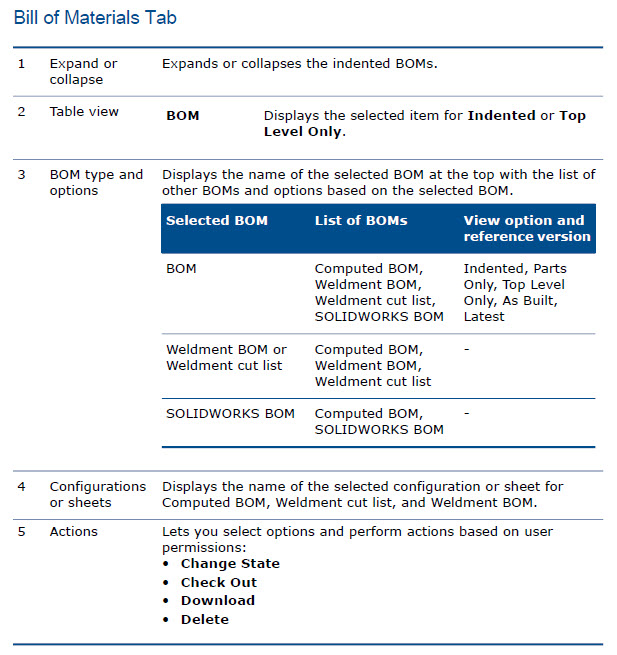 Bill of Materials Tab
1 Expand or collapse Expands or collapses the indented BOMs.
2 Table view BOM Displays the selected item for Indented or Top Level Only.
3 BOM type and options Displays the name of the selected BOM at the top with the list of other BOMs and options based on the selected BOM.
Selected BOM List of BOMs View option and reference version
BOM Computed BOM, Weldment BOM, Weldment cut list, SOLIDWORKS BOM Indented, Parts Only, Top Level Only, As Built, Latest
Weldment BOM or Weldment cut list Computed BOM, Weldment BOM, Weldment cut list -
SOLIDWORKS BOM Computed BOM, SOLIDWORKS BOM -
4 Configurations or sheets Displays the name of the selected configuration or sheet for Computed BOM, Weldment cut list, and Weldment BOM.
5 Actions Lets you select options and perform actions based on user permissions:
• Change State
• Check Out
• Download
• Delete